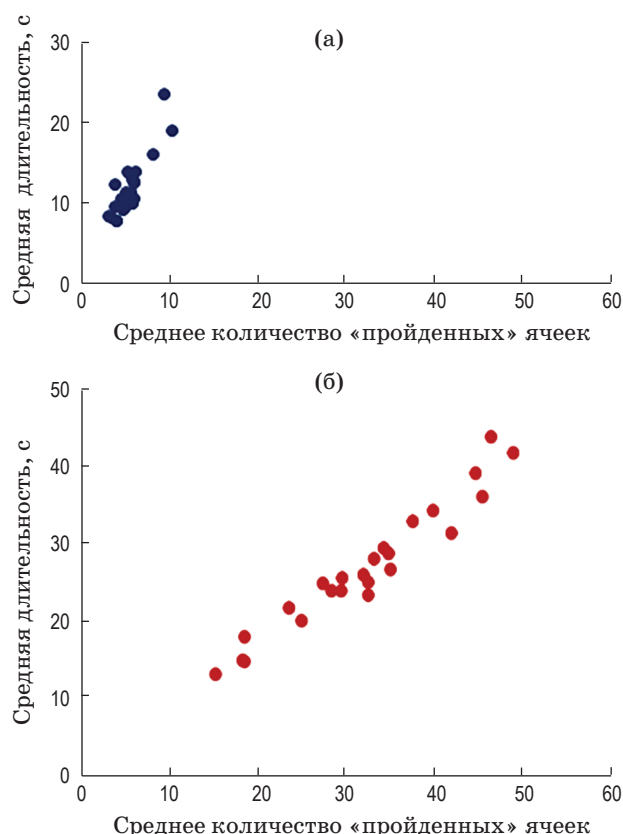 (а)
Средняя длительность, с
30
20
10
0
0 10 20 30 40 50 60
Среднее количество «пройденных» ячеек
(б)
Средняя длительность, с
50
40
30
20
10
0
0 10 20 30 40 50 60
Среднее количество «пройденных» ячеек